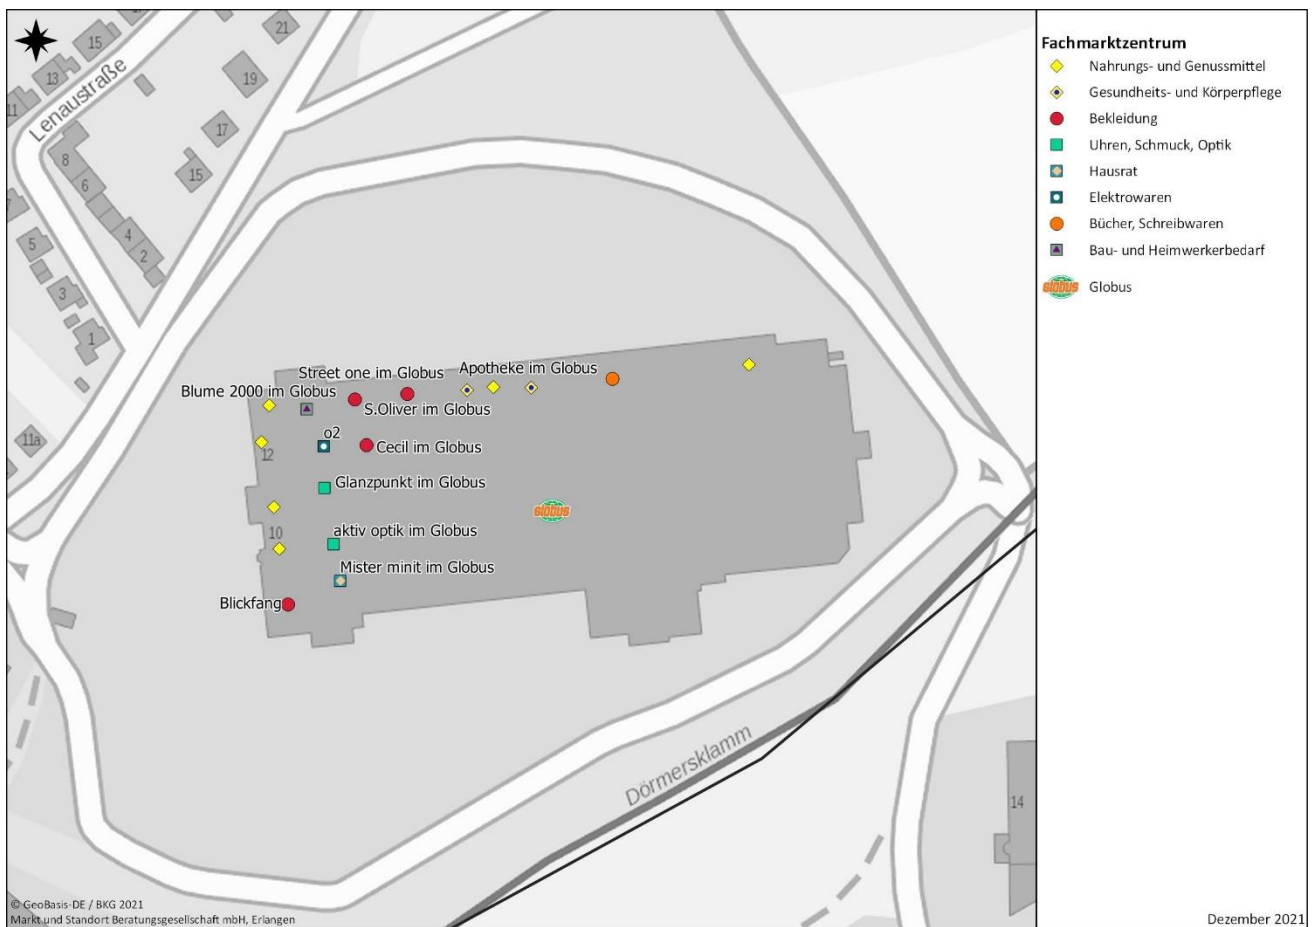 21
15
13
19
11
Lenaustraße
17
8
15
6
4
5
2
3
1
Street one im Globus
Apotheke im Globus
Blume 2000 im Globus
S.Oliver im Globus
o2
Cecil im Globus
11a
12
Glanzpunkt im Globus
GLOBUS
10
aktiv optik im Globus
Mister minit im Globus
Blickfang
Dörmersklamm
14
© GeoBasis-DE / BKG 2021
Markt und Standort Beratungsgesellschaft mbH, Erlangen
Fachmarktzentrum
Nahrungs- und Genussmittel
Gesundheits- und Körperpflege
Bekleidung
Uhren, Schmuck, Optik
Hausrat
Elektrowaren
Bücher, Schreibwaren
Bau- und Heimwerkerbedarf
GLOBUS Globus
Dezember 2021